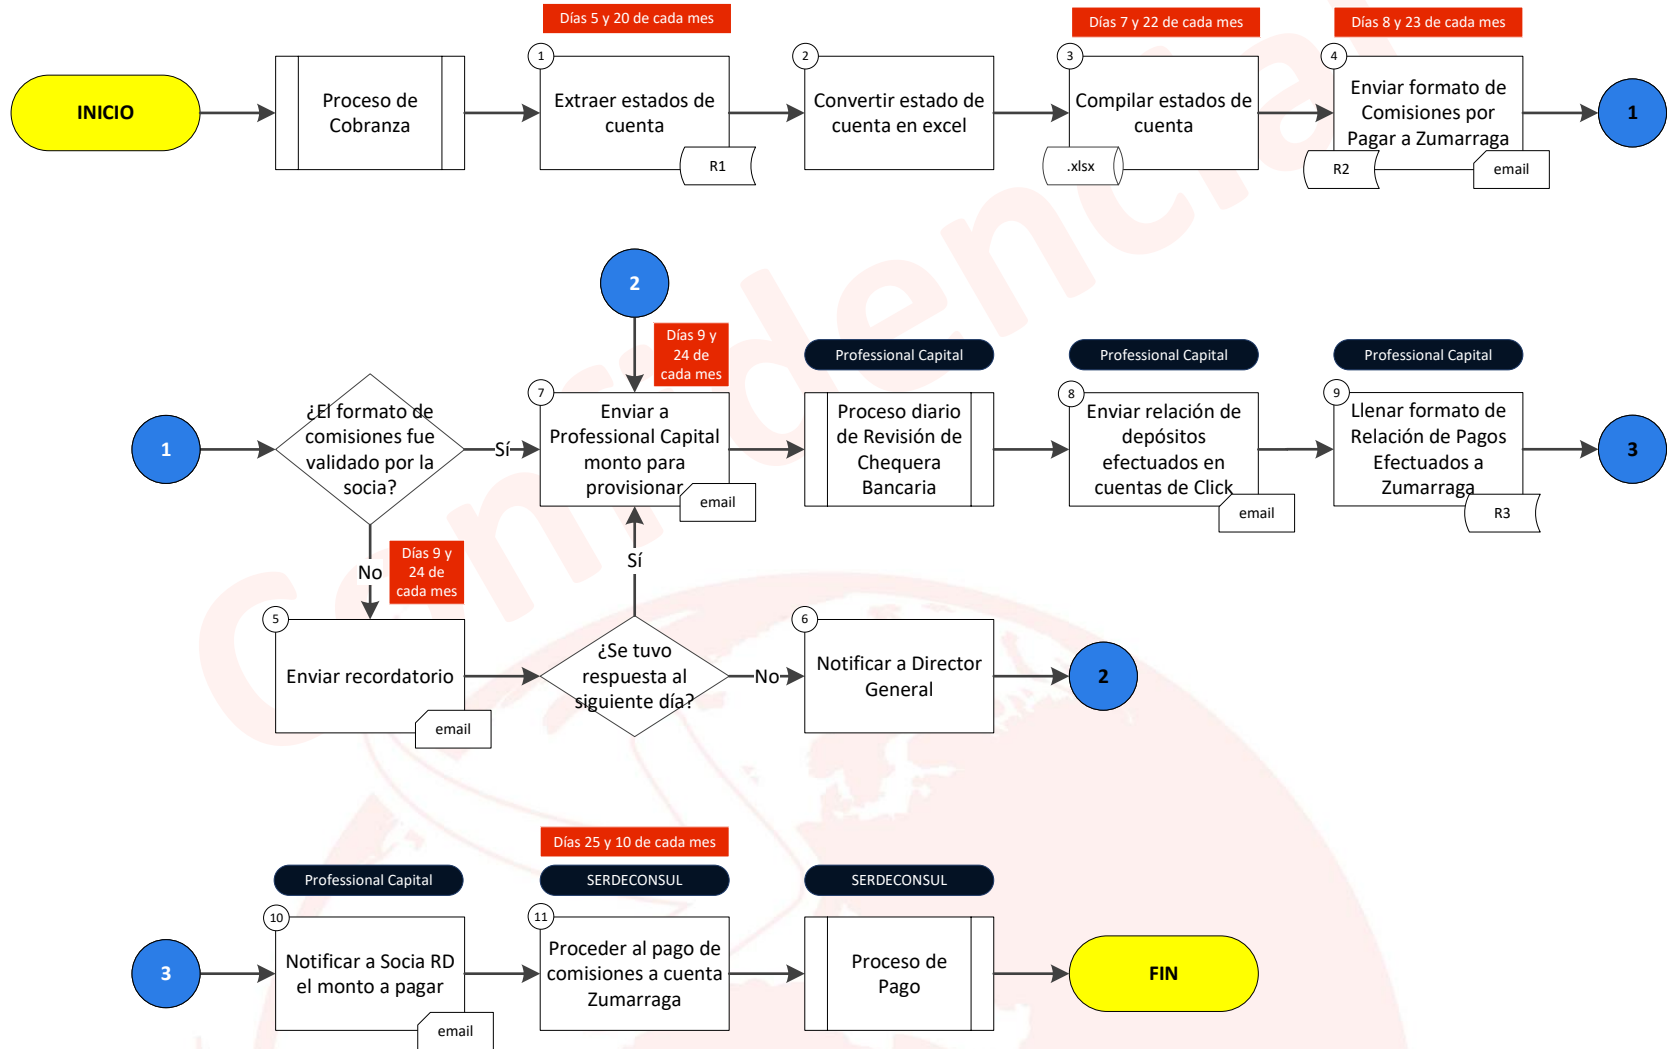 Días 5 y 20 de cada mes
Días 7 y 22 de cada mes
Días 8 y 23 de cada mes
INICIO
Proceso de
Cobranza
1
Extraer estados de
cuenta
R1
2
Convertir estado de
cuenta en excel
3
Compilar estados de
cuenta
.xlsx
4
Enviar formato de
Comisiones por
Pagar a Zumarraga
R2
email
1
2
Días 9 y
24 de
cada mes
Professional Capital
Professional Capital
Professional Capital
1
¿El formato de
comisiones fue
validado por la
socia?
Sí
7
Enviar a
Professional Capital
monto para
provisionar
email
Proceso diario
de Revisión de
Chequera
Bancaria
8
Enviar relación de
depósitos
efectuados en
cuentas de Click
email
9
Llenar formato de
Relación de Pagos
Efectuados a
Zumarraga
R3
3
No
Días 9 y
24 de
cada mes
Sí
5
Enviar recordatorio
email
¿Se tuvo
respuesta al
siguiente día?
No
6
Notificar a Director
General
2
Días 25 y 10 de cada mes
Professional Capital
SERDECONSUL
SERDECONSUL
3
10
Notificar a Socia RD
el monto a pagar
email
11
Proceder al pago de
comisiones a cuenta
Zumarraga
Proceso de
Pago
FIN
Confidencial